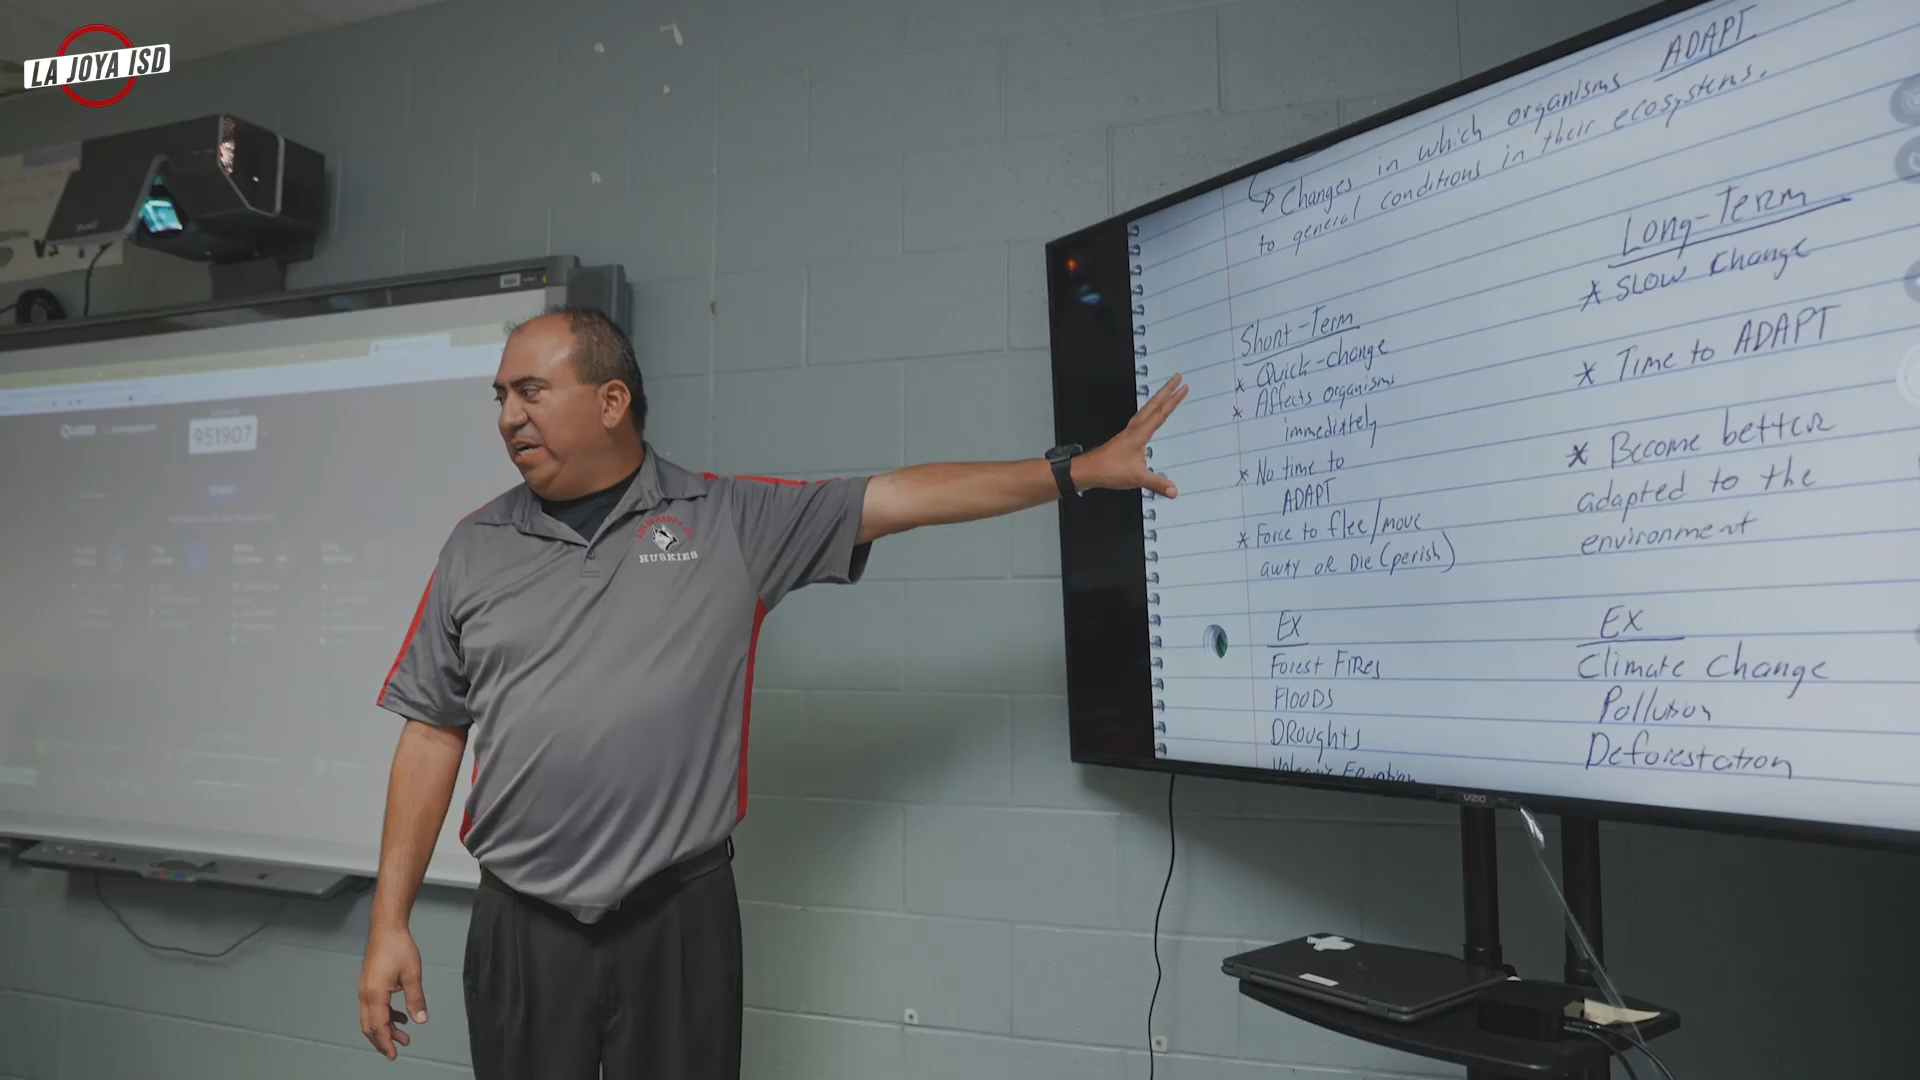 LA JOYA ISD
951907
HUSKIES
Changes in which organisms ADAPT
to general conditions in their ecosystems.
Short-Term
* Quick-change
* Affects organisms
immediately
* No time to
ADAPT
* Force to flee/move
away or Die (perish)
EX
Forest Fires
Floods
Droughts
Volcanic Eruption
Long-Term
* Slow change
* Time to ADAPT
* Become better
adapted to the
environment
EX
Climate Change
Pollution
Deforestation
VIZIO